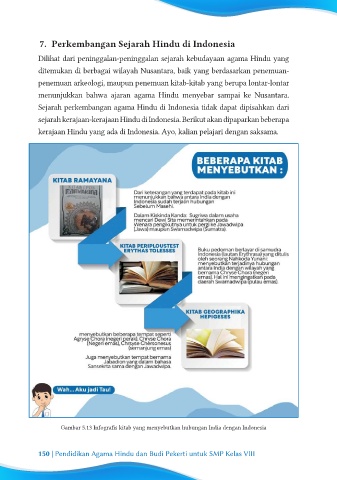 7. Perkembangan Sejarah Hindu di Indonesia
Dilihat dari peninggalan-peninggalan sejarah kebudayaan agama Hindu yang
ditemukan di berbagai wilayah Nusantara, baik yang berdasarkan penemuan-
penemuan arkeologi, maupun penemuan kitab-kitab yang berupa lontar-lontar
menunjukkan bahwa ajaran agama Hindu menyebar sampai ke Nusantara.
Sejarah perkembangan agama Hindu di Indonesia tidak dapat dipisahkan dari
sejarah kerajaan-kerajaan Hindu di Indonesia. Berikut akan dipaparkan beberapa
kerajaan Hindu yang ada di Indonesia. Ayo, kalian pelajari dengan saksama.
BEBERAPA KITAB
MENYEBUTKAN :
KITAB RAMAYANA
Dari keterangan yang terdapat pada kitab ini
menunjukkan bahwa antara India dengan
Indonesia sudah terjalin hubungan
Sebelum Masehi.
Dalam Kiskinda Kanda Sugriwa dalam usaha
mencari Dewi Sita memerintahkan pada
Wenara pengikutnya untuk pergi ke Jawadwipa
(Jawa) maupun Swarnadwipa (Sumatra)
KITAB PERIPLOUSTEST
ERYTHAS TOLESSES
Buku pedoman berlayar di samudra
Indonesia (lautan Erythrasa) yang ditulis
oleh seorang Nahkoda Yunani:
menyebutkan terjadinya hubungan
antara India dengan wilayah yang
bernama Chryse Chora (negeri
emas). Hal ini mengingatkan pada
daerah Swarnadwipa (pulau emas).
KITAB GEOGRAPHIKA
HEPIGESES
menyebutkan beberapa tempat seperti
Agryse Chora (negeri perak), Chryse Chora
(Negeri emas), Chrysse Chersonesus
(semenanjung emas)
Juga menyebutkan tempat bernama
Jabadion yang dalam bahasa
Sansekerta sama dengan Jawadwipa.
Wah... Aku jadi Tau!
Gambar 5.13 Infografis kitab yang menyebutkan hubungan India dengan Indonesia
150 | Pendidikan Agama Hindu dan Budi Pekerti untuk SMP Kelas VIII